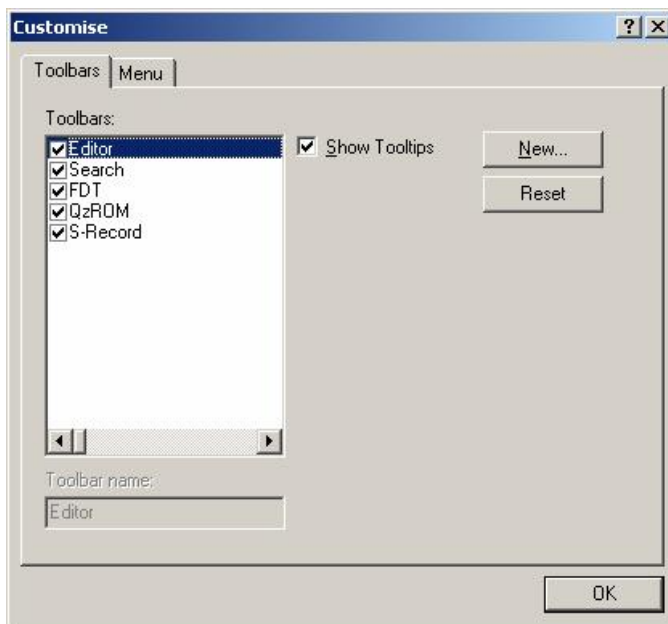 Customise
Toolbars Menu
Toolbars:
Editor
Search
FDT
QzROM
S-Record
Show Tooltips
New...
Reset
Toolbar name:
Editor
OK